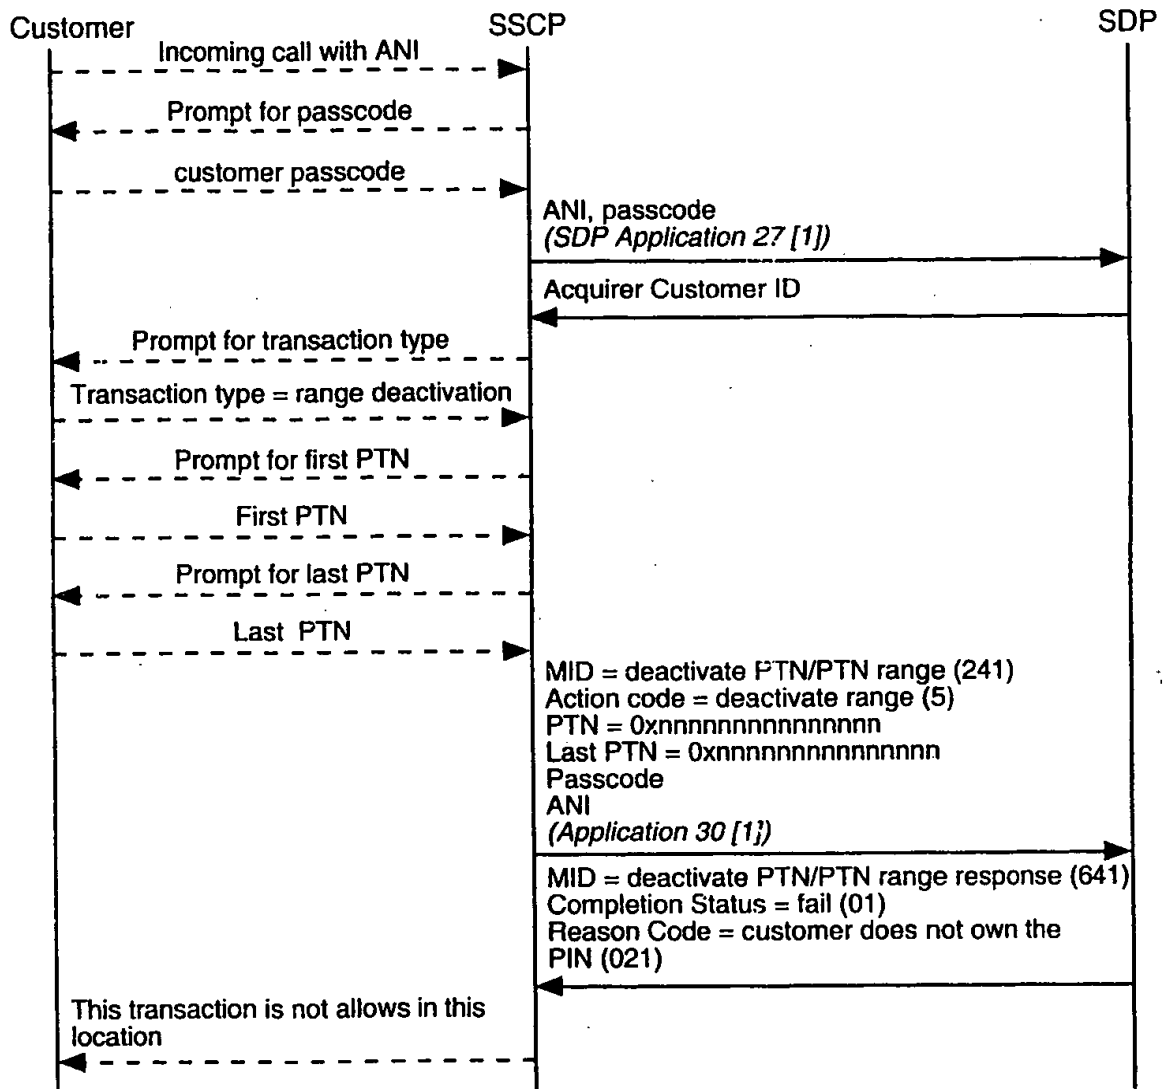 Customer
SSCP
SDP
Incoming call with ANI
Prompt for passcode
customer passcode
ANI, passcode
(SDP Application 27 [1])
Acquirer Customer ID
Prompt for transaction type
Transaction type = range deactivation
Prompt for first PTN
First PTN
Prompt for last PTN
Last PTN
MID = deactivate PTN/PTN range (241)
Action code = deactivate range (5)
PTN = 0xnnnnnnnnnnnnnnnn
Last PTN = 0xnnnnnnnnnnnnnnnn
Passcode
ANI
(Application 30 [1])
MID = deactivate PTN/PTN range response (641)
Completion Status = fail (01)
Reason Code = customer does not own the
PIN (021)
This transaction is not allows in this
location